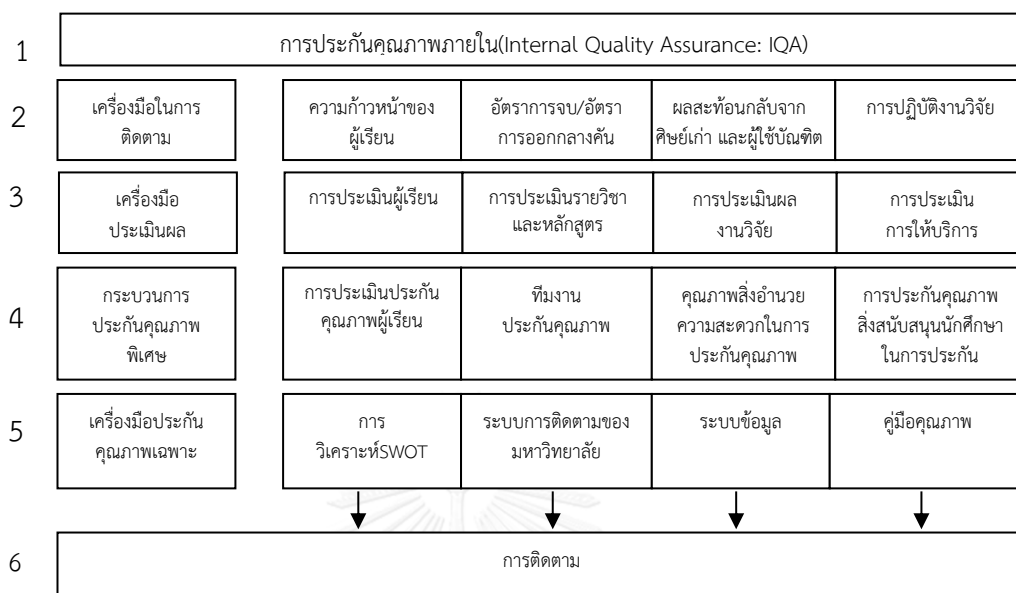 1
การประกันคุณภาพภายใน(Internal Quality Assurance: IQA)
2
เครื่องมือในการ
ติดตาม
ความก้าวหน้าของ
ผู้เรียน
อัตราการจบ/อัตรา
การออกกลางคัน
ผลสะท้อนกลับจาก
ศิษย์เก่า และผู้ใช้บัณฑิต
การปฏิบัติงานวิจัย
3
เครื่องมือ
ประเมินผล
การประเมินผู้เรียน
การประเมินรายวิชา
และหลักสูตร
การประเมินผล
งานวิจัย
การประเมิน
การให้บริการ
4
กระบวนการ
ประกันคุณภาพ
พิเศษ
การประเมินประกัน
คุณภาพผู้เรียน
ทีมงาน
ประกันคุณภาพ
คุณภาพสิ่งอำนวย
ความสะดวกในการ
ประกันคุณภาพ
การประกันคุณภาพ
สิ่งสนับสนุนนักศึกษา
ในการประกัน
5
เครื่องมือประกัน
คุณภาพเฉพาะ
การ
วิเคราะห์SWOT
ระบบการติดตามของ
มหาวิทยาลัย
ระบบข้อมูล
คู่มือคุณภาพ
6
การติดตาม